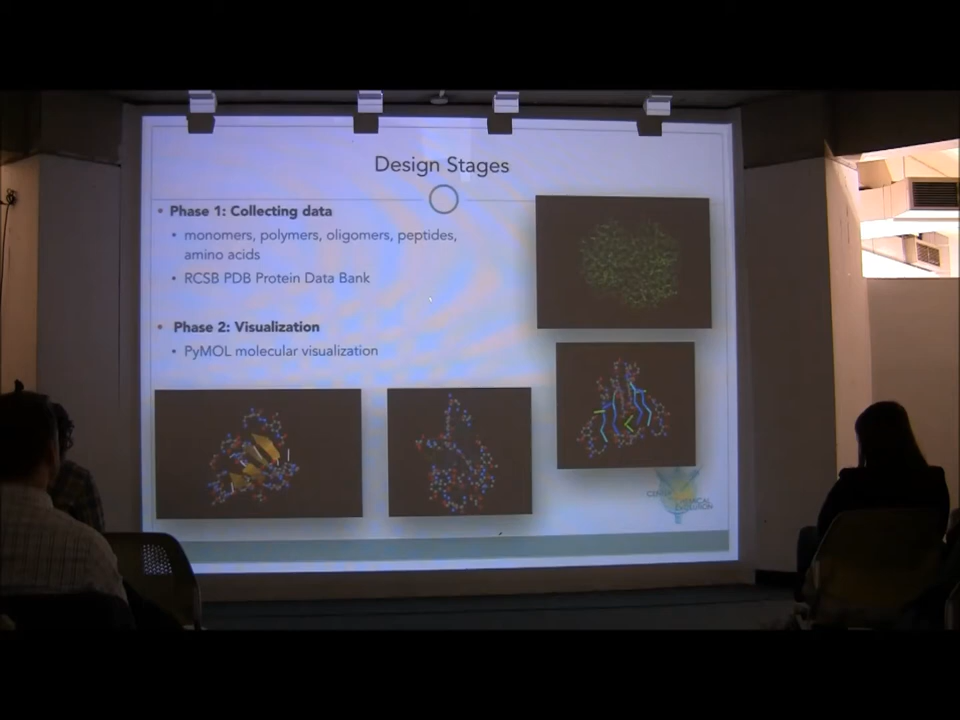 Design Stages
• Phase 1: Collecting data
• monomers, polymers, oligomers, peptides,
amino acids
• RCSB PDB Protein Data Bank
• Phase 2: Visualization
• PyMOL molecular visualization